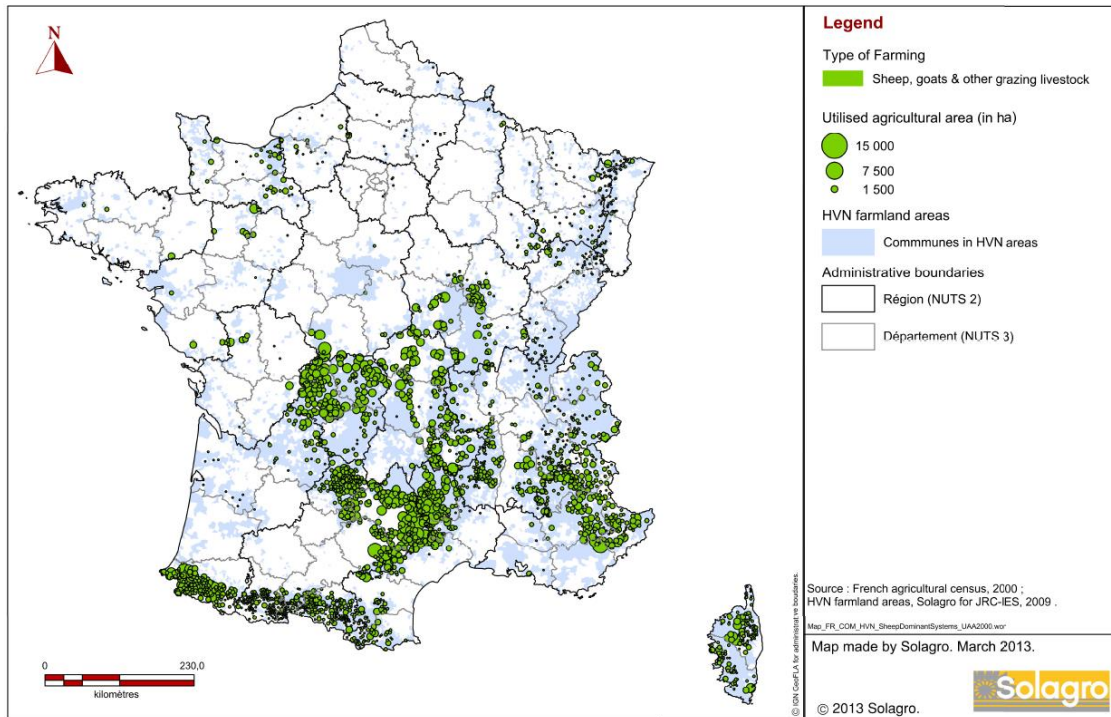 N
0
230,0
kilomètres
© IGN GeoFLA for administrative boudaries.
Legend
Type of Farming
Sheep, goats & other grazing livestock
Utilised agricultural area (in ha)
15 000
7 500
1 500
HVN farmland areas
Commmunes in HVN areas
Administrative boundaries
Région (NUTS 2)
Département (NUTS 3)
Source : French agricultural census, 2000 ;
HVN farmland areas, Solagro for JRC-IES, 2009 .
Map_FR_COM_HVN_SheepDominantSystems_UAA2000.wor
Map made by Solagro. March 2013.
© 2013 Solagro.
Solagro